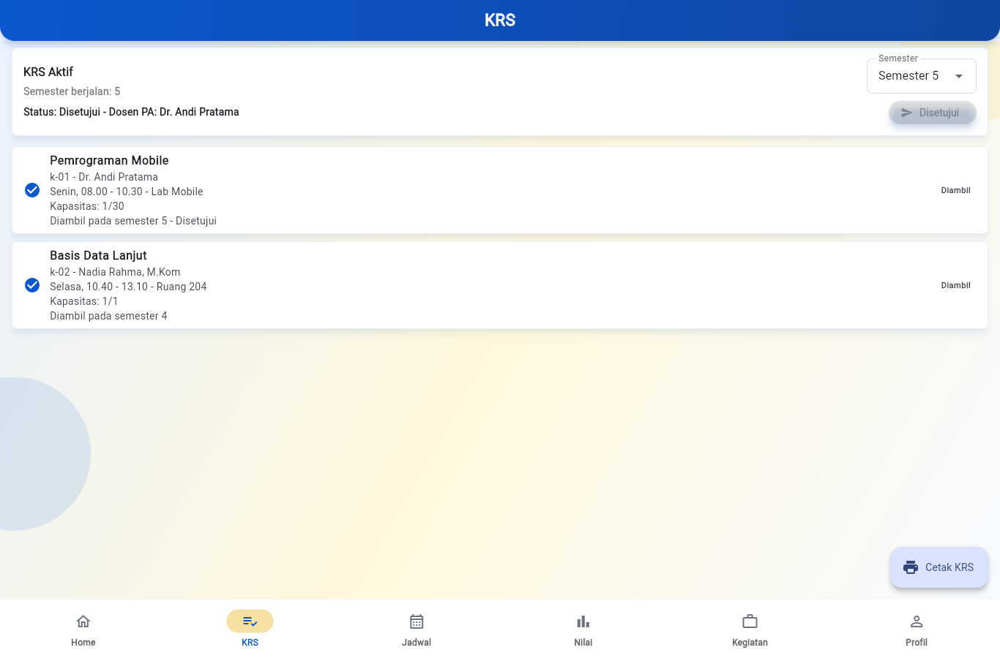 KRS
KRS Aktif
Semester berjalan: 5
Status: Disetujui - Dosen PA: Dr. Andi Pratama
Semester
Semester 5
Disetujui
Pemrograman Mobile
k-01 - Dr. Andi Pratama
Senin, 08.00 - 10.30 - Lab Mobile
Kapasitas: 1/30
Diambil pada semester 5 - Disetujui
Diambil
Basis Data Lanjut
k-02 - Nadia Rahma, M.Kom
Selasa, 10.40 - 13.10 - Ruang 204
Kapasitas: 1/1
Diambil pada semester 4
Diambil
Cetak KRS
Home
KRS
Jadwal
Nilai
Kegiatan
Profil